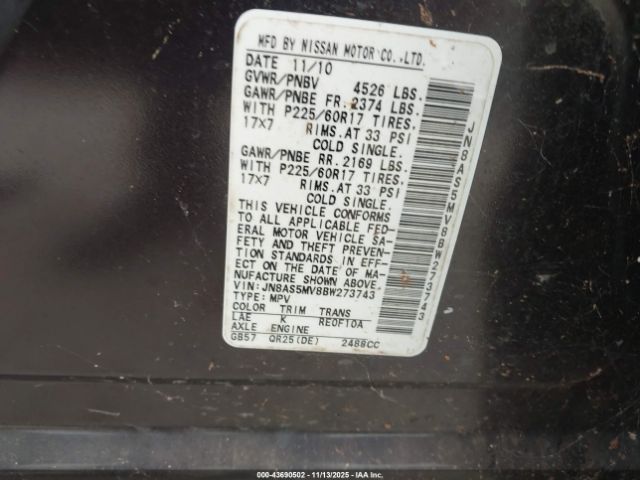 MFD BY NISSAN MOTOR CO.,LTD.
DATE 11/10
GVWR/PNBV 4526 LBS.
GAWR/PNBE FR. 2374 LBS.
WITH P225/60R17 TIRES,
17X7 RIMS.AT 33 PSI
COLD SINGLE.
GAWR/PNBE RR. 2169 LBS.
WITH P225/60R17 TIRES,
17X7 RIMS.AT 33 PSI
COLD SINGLE.
THIS VEHICLE CONFORMS
TO ALL APPLICABLE FED-
ERAL MOTOR VEHICLE SA-
FETY AND THEFT PREVEN-
TION STANDARDS IN EFF-
ECT ON THE DATE OF MA-
NUFACTURE SHOWN ABOVE.
VIN: JN8AS5MV8BW273743
TYPE: MPV
COLOR TRIM TRANS
LAE K RE0F10A
AXLE ENGINE
GB57 QR25(DE) 2488CC
JN8AS5MV8BW273743
000-43690502 - 11/13/2025 - IAAI.COM